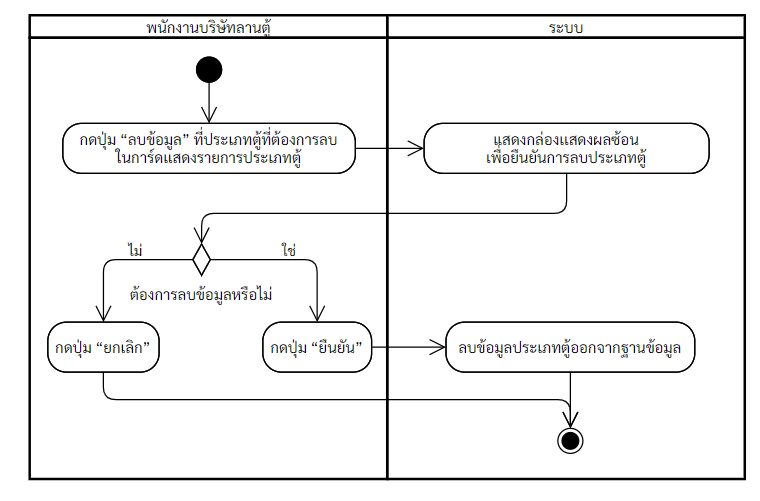 พนักงานบริษัทลานตู้
ระบบ
กดปุ่ม “ลบข้อมูล” ที่ประเภทตู้ที่ต้องการลบ
ในการ์ดแสดงรายการประเภทตู้
แสดงกล่องแสดงผลซ้อน
เพื่อยืนยันการลบประเภทตู้
ไม่
ใช่
ต้องการลบข้อมูลหรือไม่
กดปุ่ม “ยกเลิก”
กดปุ่ม “ยืนยัน”
ลบข้อมูลประเภทตู้ออกจากฐานข้อมูล